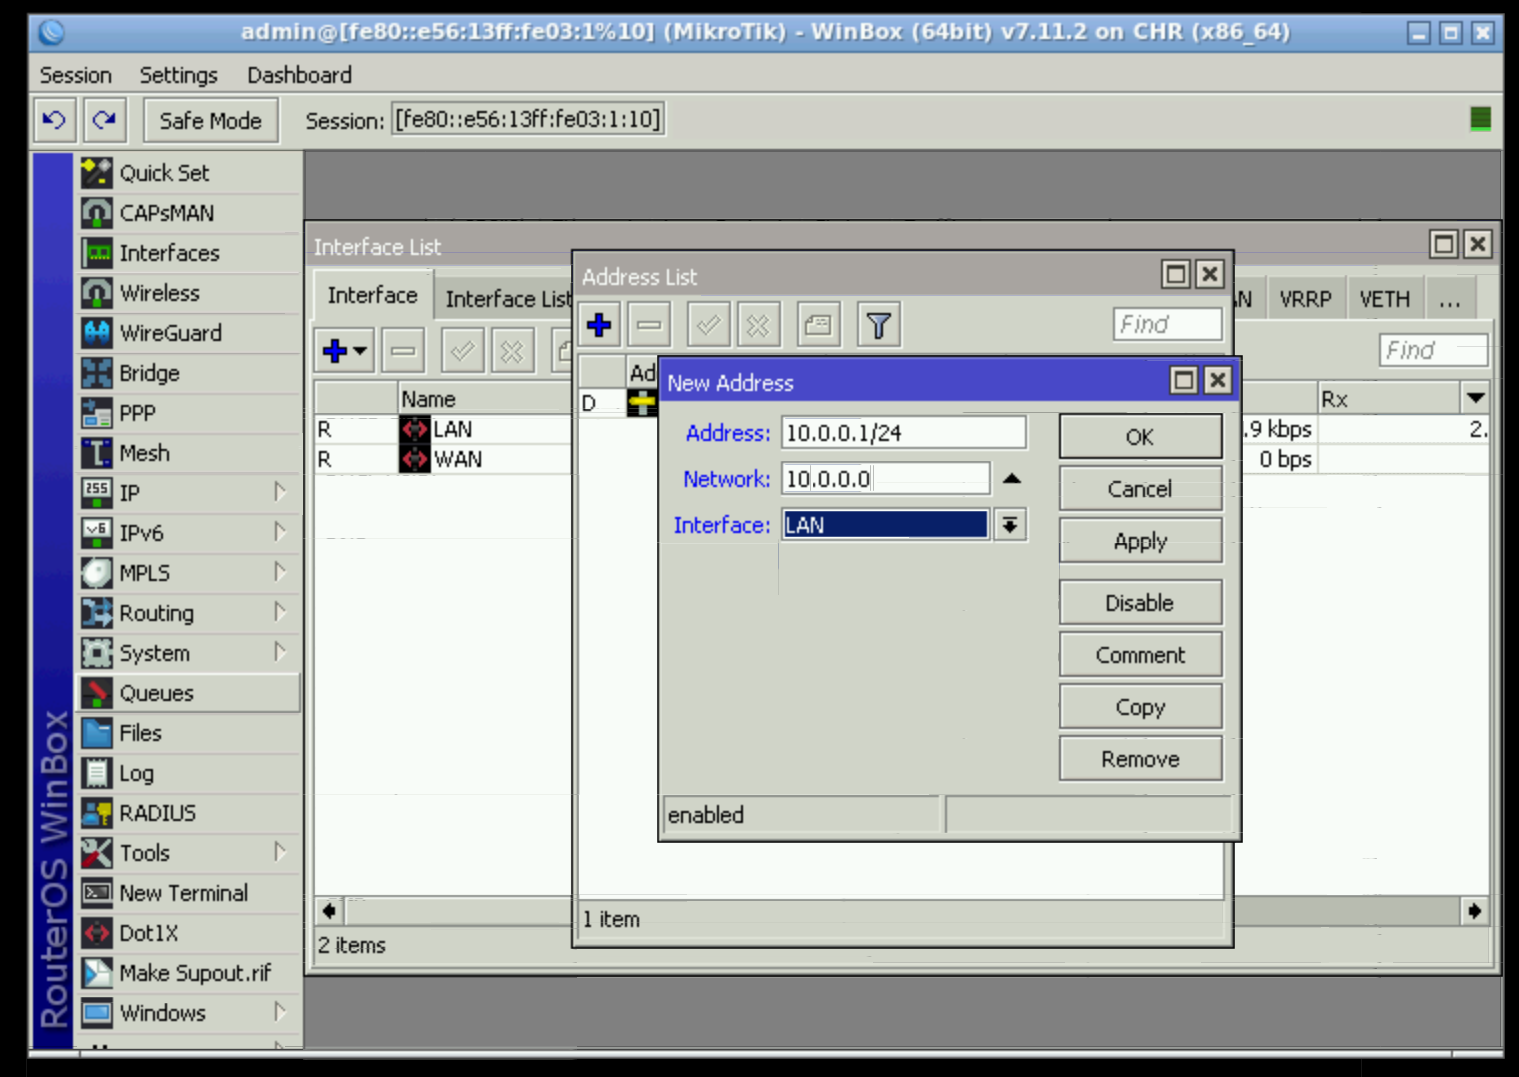 admin@[fe80::e56:13ff:fe03:1%10] (MikroTik) - WinBox (64bit) v7.11.2 on CHR (x86_64)
Session Settings Dashboard
Safe Mode Session: [fe80::e56:13ff:fe03:1:10]
RouterOS WinBox
Quick Set
CAPsMAN
Interfaces
Wireless
WireGuard
Bridge
PPP
Mesh
255 IP
v6 IPv6
MPLS
Routing
System
Queues
Files
Log
RADIUS
Tools
New Terminal
Dot1X
Make Supout.rif
Windows
Interface List
Interface Interface List VRRP VETH ...
Find
Name Rx
R LAN .9 kbps 2.
R WAN 0 bps
2 items
Address List
Find
D
1 item
New Address
Address: 10.0.0.1/24
Network: 10.0.0.0
Interface: LAN
OK
Cancel
Apply
Disable
Comment
Copy
Remove
enabled